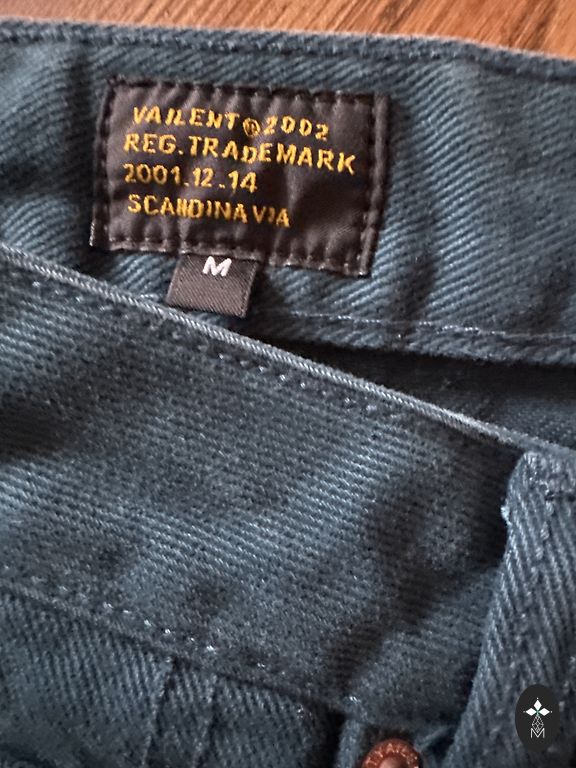 VAILENT ® 2002
REG. TRADEMARK
2001.12.14
SCANDINAVIA
M
M